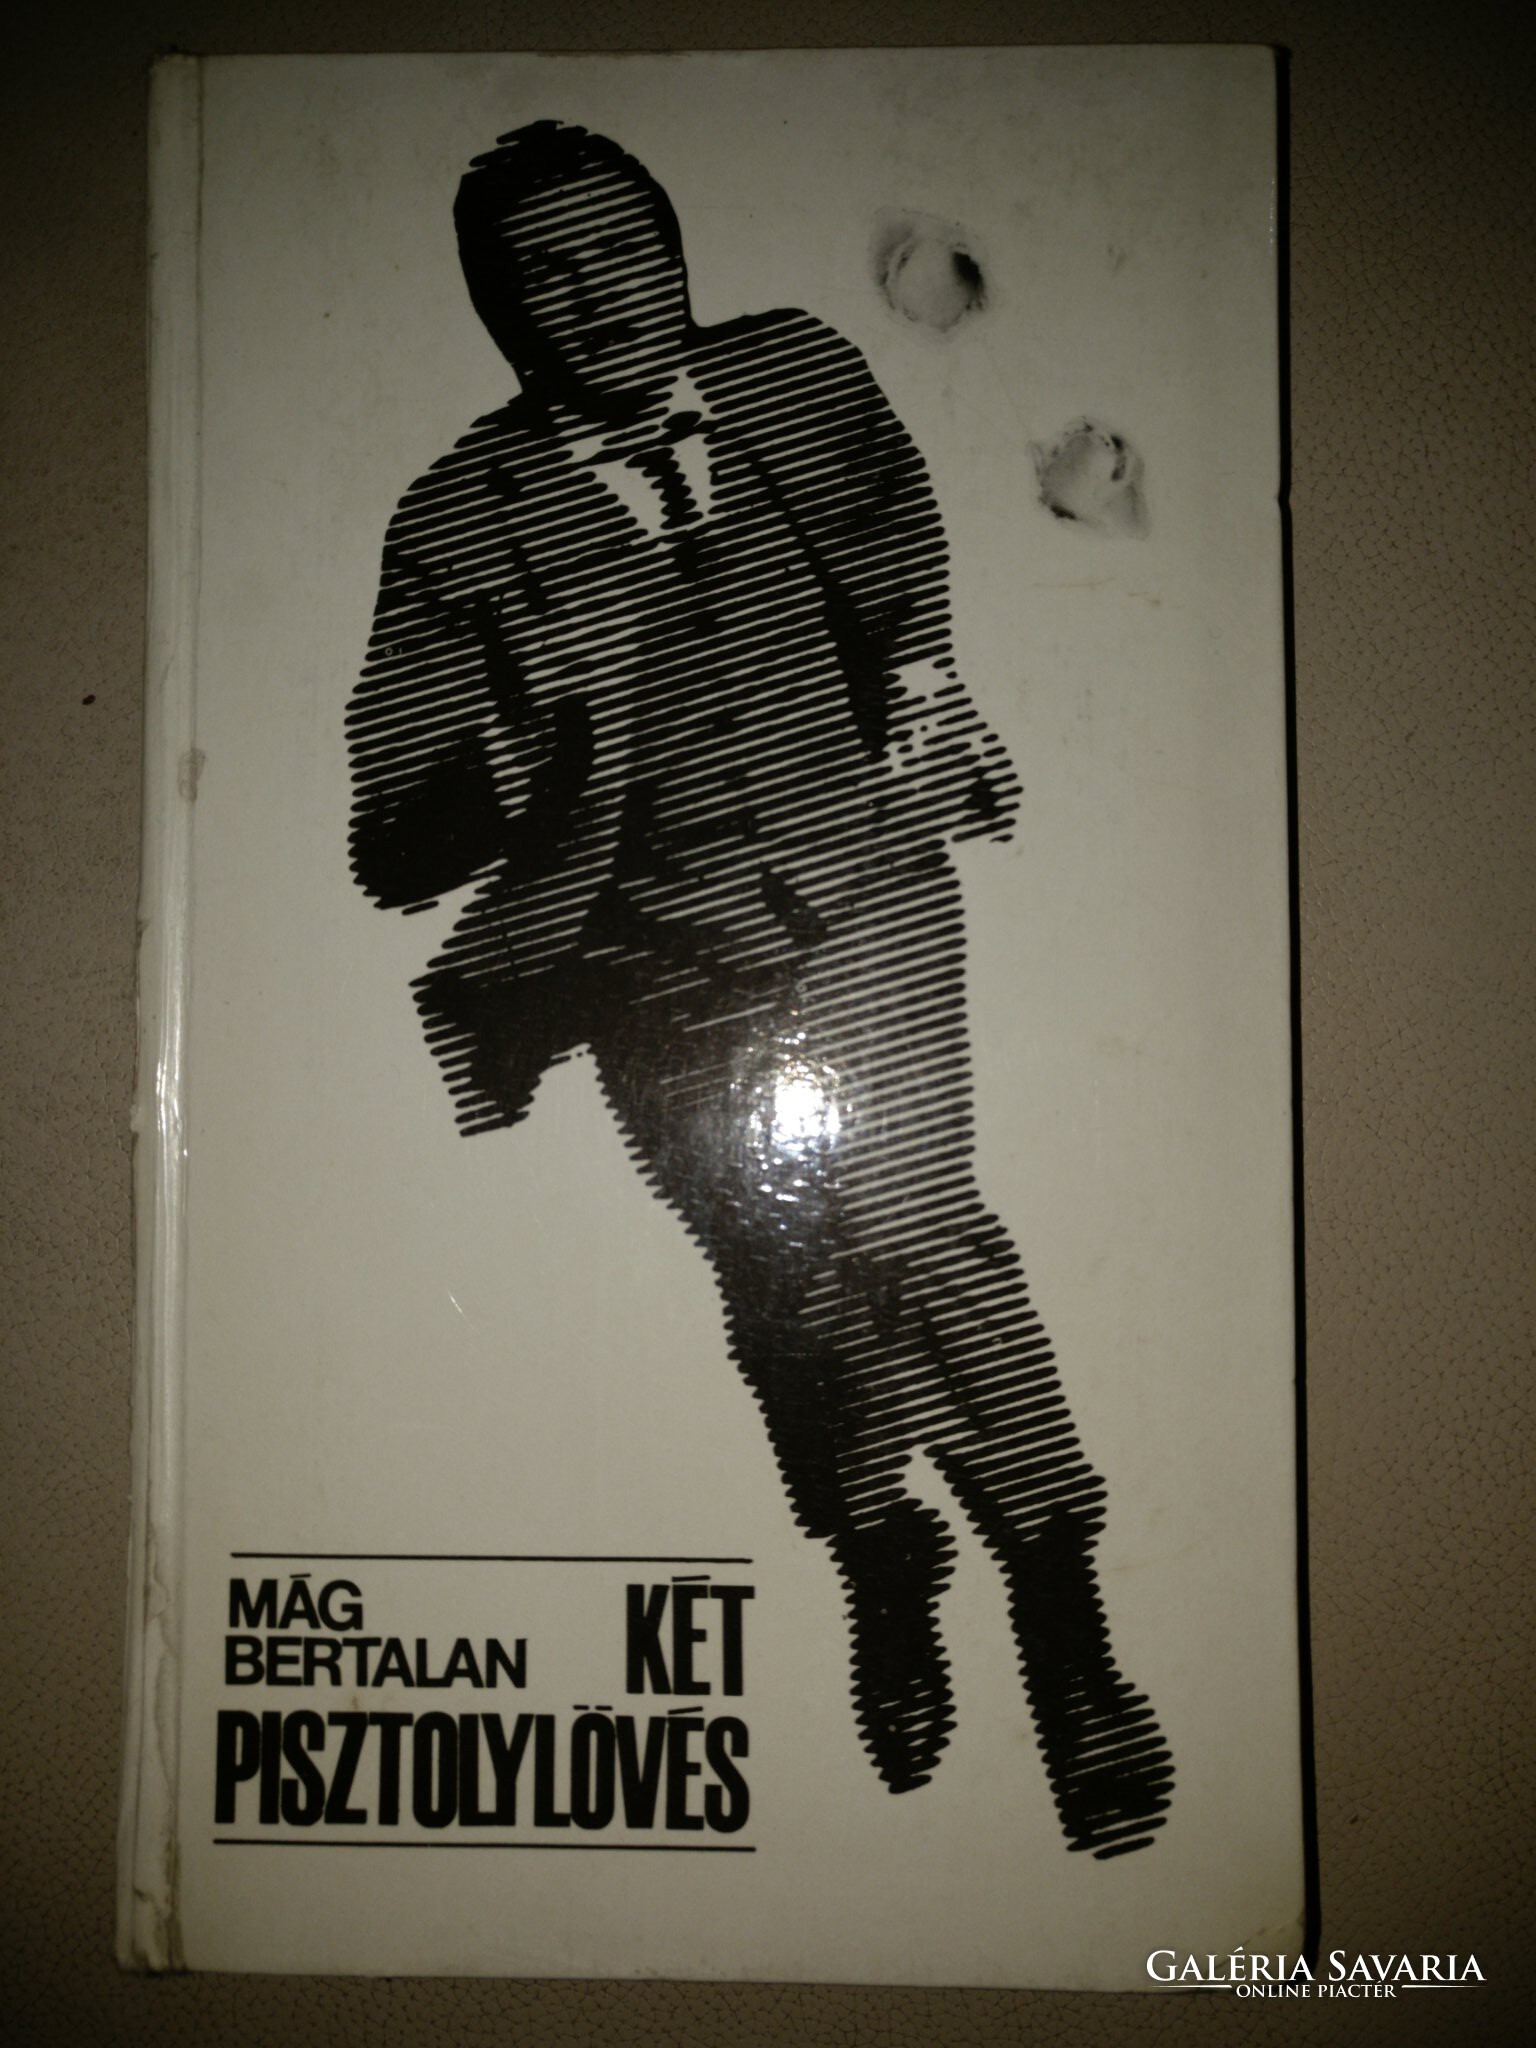 MÁG
BERTALAN
KÉT
PISZTOLYLÖVÉS
GALÉRIA SAVARIA
ONLINE PIACTÉR